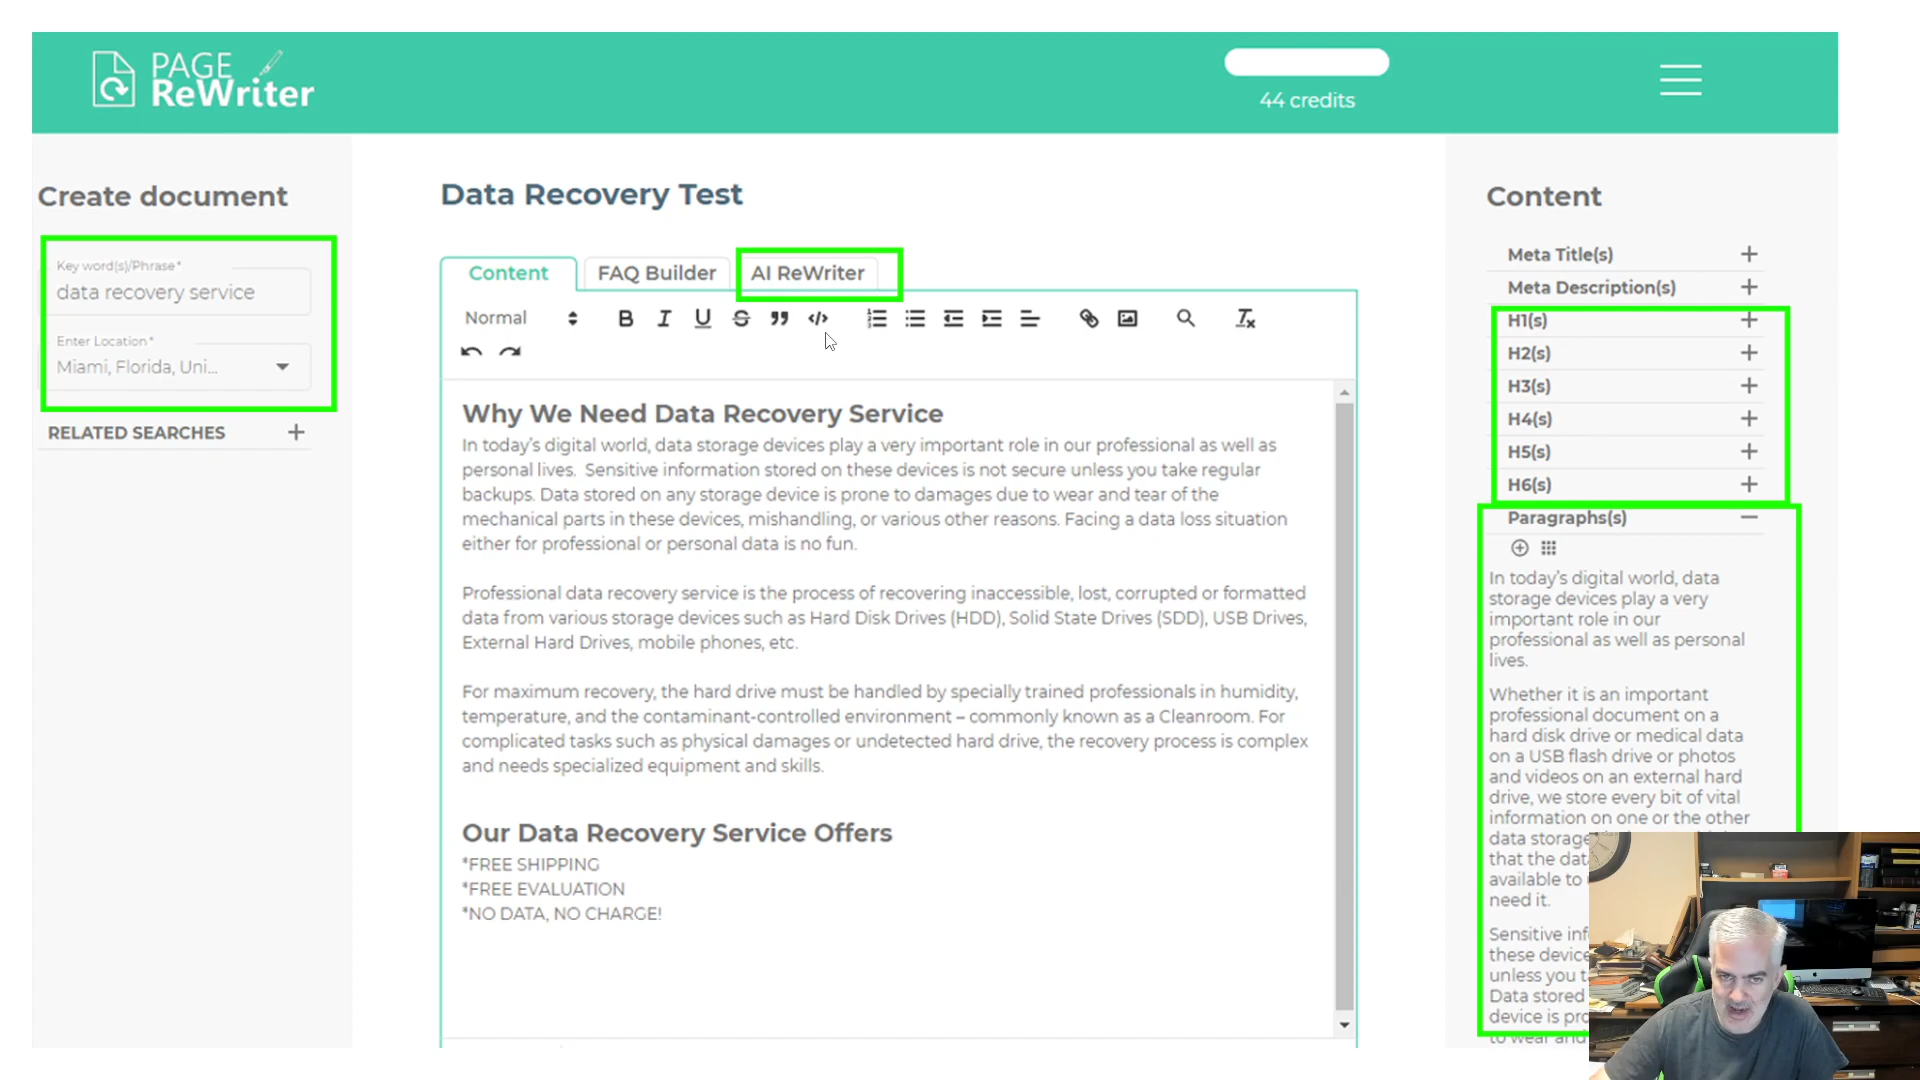 PAGE
ReWriter
44 credits
Create document
Key word(s)/Phrase*
data recovery service
Enter Location*
Miami, Florida, Uni...
RELATED SEARCHES
Data Recovery Test
Content
FAQ Builder
AI ReWriter
Normal
Why We Need Data Recovery Service
In today's digital world, data storage devices play a very important role in our professional as well as
personal lives. Sensitive information stored on these devices is not secure unless you take regular
backups. Data stored on any storage device is prone to damages due to wear and tear of the
mechanical parts in these devices, mishandling, or various other reasons. Facing a data loss situation
either for professional or personal data is no fun.
Professional data recovery service is the process of recovering inaccessible, lost, corrupted or formatted
data from various storage devices such as Hard Disk Drives (HDD), Solid State Drives (SDD), USB Drives,
External Hard Drives, mobile phones, etc.
For maximum recovery, the hard drive must be handled by specially trained professionals in humidity,
temperature, and the contaminant-controlled environment – commonly known as a Cleanroom. For
complicated tasks such as physical damages or undetected hard drive, the recovery process is complex
and needs specialized equipment and skills.
Our Data Recovery Service Offers
*FREE SHIPPING
*FREE EVALUATION
*NO DATA, NO CHARGE!
Content
Meta Title(s)
Meta Description(s)
H1(s)
H2(s)
H3(s)
H4(s)
H5(s)
H6(s)
Paragraphs(s)
In today's digital world, data
storage devices play a very
important role in our
professional as well as personal
lives.
Whether it is an important
professional document on a
hard disk drive or medical data
on a USB flash drive or photos
and videos on an external hard
drive, we store every bit of vital
information on one or the other
data storage
that the dat
available to
need it.
Sensitive inf
these device
unless you t
Data stored
device is pro
to wear and